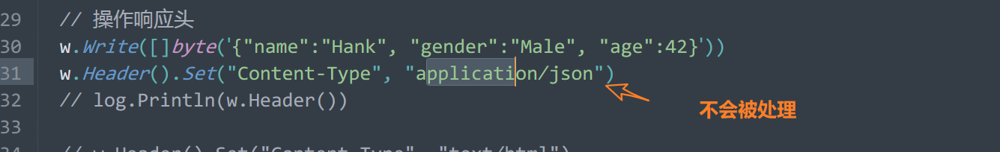 29 // 操作响应头
30 w.Write([]byte(`{"name":"Hank", "gender":"Male", "age":42}`))
31 w.Header().Set("Content-Type", "application/json")
32 // log.Println(w.Header())
不会被处理
33
34 // w.Header().Set("Content-Type", "text/html")